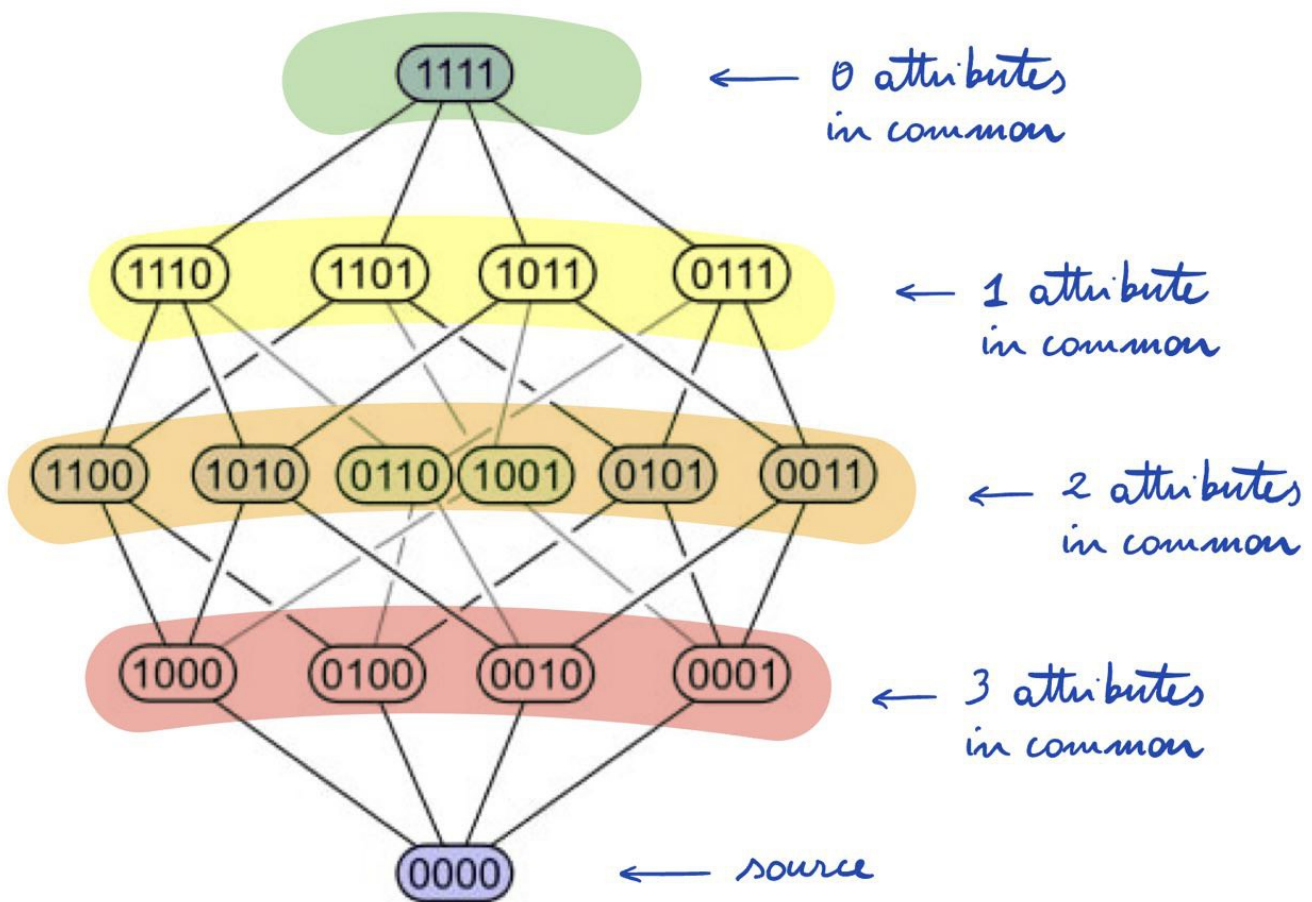 1111
0 attributes
in common
1110 1101 1011 0111
1 attribute
in common
1100 1010 0110 1001 0101 0011
2 attributes
in common
1000 0100 0010 0001
3 attributes
in common
0000
source